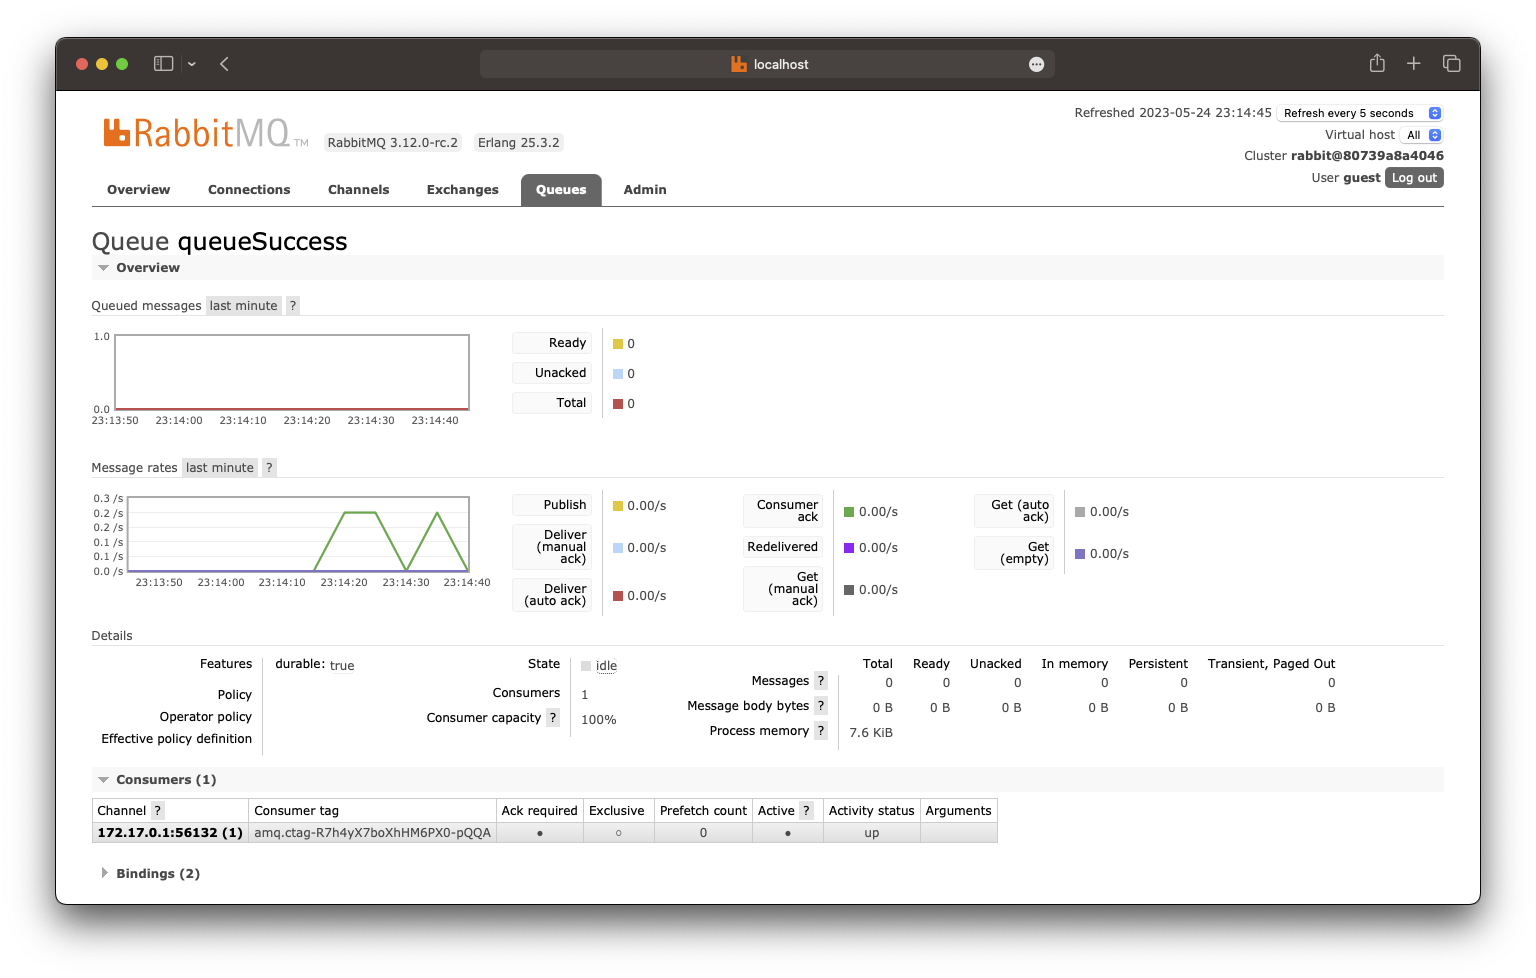 localhost
RabbitMQ TM
RabbitMQ 3.12.0-rc.2 Erlang 25.3.2
Refreshed 2023-05-24 23:14:45 Refresh every 5 seconds
Virtual host All
Cluster rabbit@80739a8a4046
User guest Log out
Overview Connections Channels Exchanges Queues Admin
Queue queueSuccess
Overview
Queued messages last minute ?
1.0
0.0
23:13:50 23:14:00 23:14:10 23:14:20 23:14:30 23:14:40
Ready 0
Unacked 0
Total 0
Message rates last minute ?
0.3 /s
0.2 /s
0.2 /s
0.1 /s
0.1 /s
0.0 /s
23:13:50 23:14:00 23:14:10 23:14:20 23:14:30 23:14:40
Publish 0.00/s
Deliver
(manual
ack)
0.00/s
Deliver
(auto ack)
0.00/s
Consumer
ack
0.00/s
Redelivered 0.00/s
Get
(manual
ack)
0.00/s
Get (auto
ack)
0.00/s
Get
(empty)
0.00/s
Details
Features durable: true
Policy
Operator policy
Effective policy definition
State idle
Consumers 1
Consumer capacity ? 100%
Total Ready Unacked In memory Persistent Transient, Paged Out
Messages ? 0 0 0 0 0 0
Message body bytes ? 0 B 0 B 0 B 0 B 0 B 0 B
Process memory ? 7.6 KiB
Consumers (1)
Channel ? Consumer tag Ack required Exclusive Prefetch count Active ? Activity status Arguments
172.17.0.1:56132 (1) amq.ctag-R7h4yX7boXhHM6PX0-pQQA ● ○ 0 ● up
Bindings (2)